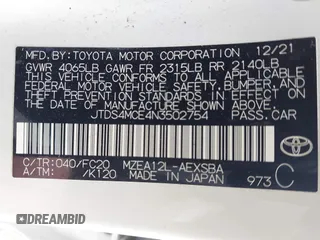 MFD. BY: TOYOTA MOTOR CORPORATION 12/21
GVWR 4065LB GAWR FR 2315LB RR 2140LB
THIS VEHICLE CONFORMS TO ALL APPLICABLE
FEDERAL MOTOR VEHICLE SAFETY, BUMPER, AND
THEFT PREVENTION STANDARDS IN EFFECT ON
THE DATE OF MANUFACTURE SHOWN ABOVE.
JTDS4MCE4N3502754 PASS.CAR
TOYOTA
C/TR:040/FC20 MZEA12L-AEXSBA
A/TM: /K120 MADE IN JAPAN 973 C